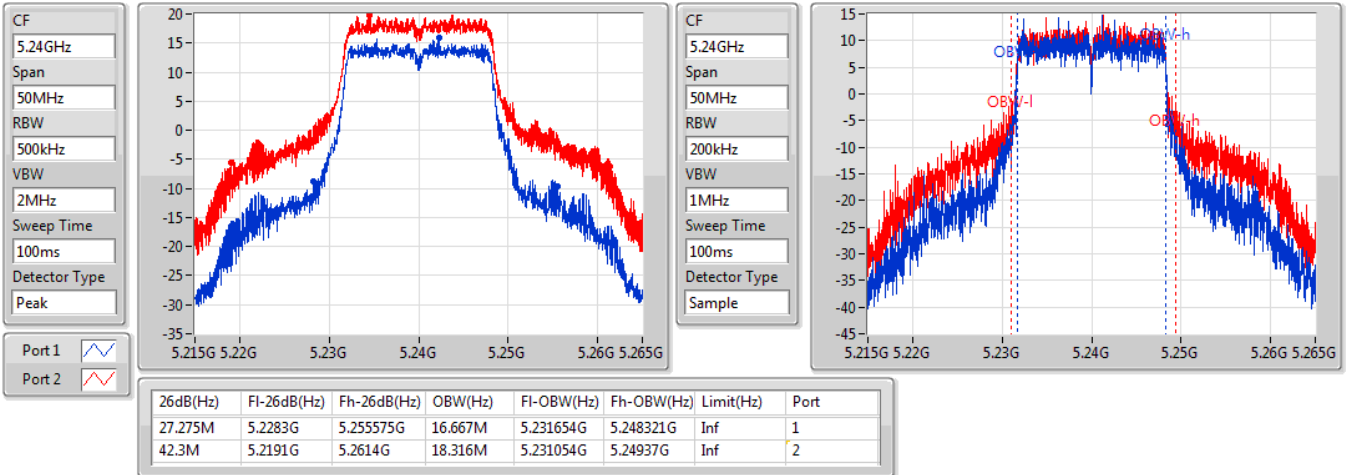 CF
5.24GHz
Span
50MHz
RBW
500kHz
VBW
2MHz
Sweep Time
100ms
Detector Type
Peak
Port 1
Port 2
20
15
10
5
0
-5
-10
-15
-20
-25
-30
-35
5.215G 5.22G 5.23G 5.24G 5.25G 5.26G 5.265G
CF
5.24GHz
Span
50MHz
RBW
200kHz
VBW
1MHz
Sweep Time
100ms
Detector Type
Sample
15
10
5
0
-5
-10
-15
-20
-25
-30
-35
-40
-45
OBW-h
OBW-l
OBW-h
5.215G 5.22G 5.23G 5.24G 5.25G 5.26G 5.265G
26dB(Hz) Fl-26dB(Hz) Fh-26dB(Hz) OBW(Hz) Fl-OBW(Hz) Fh-OBW(Hz) Limit(Hz) Port
27.275M 5.2283G 5.255575G 16.667M 5.231654G 5.248321G Inf 1
42.3M 5.2191G 5.2614G 18.316M 5.231054G 5.24937G Inf 2